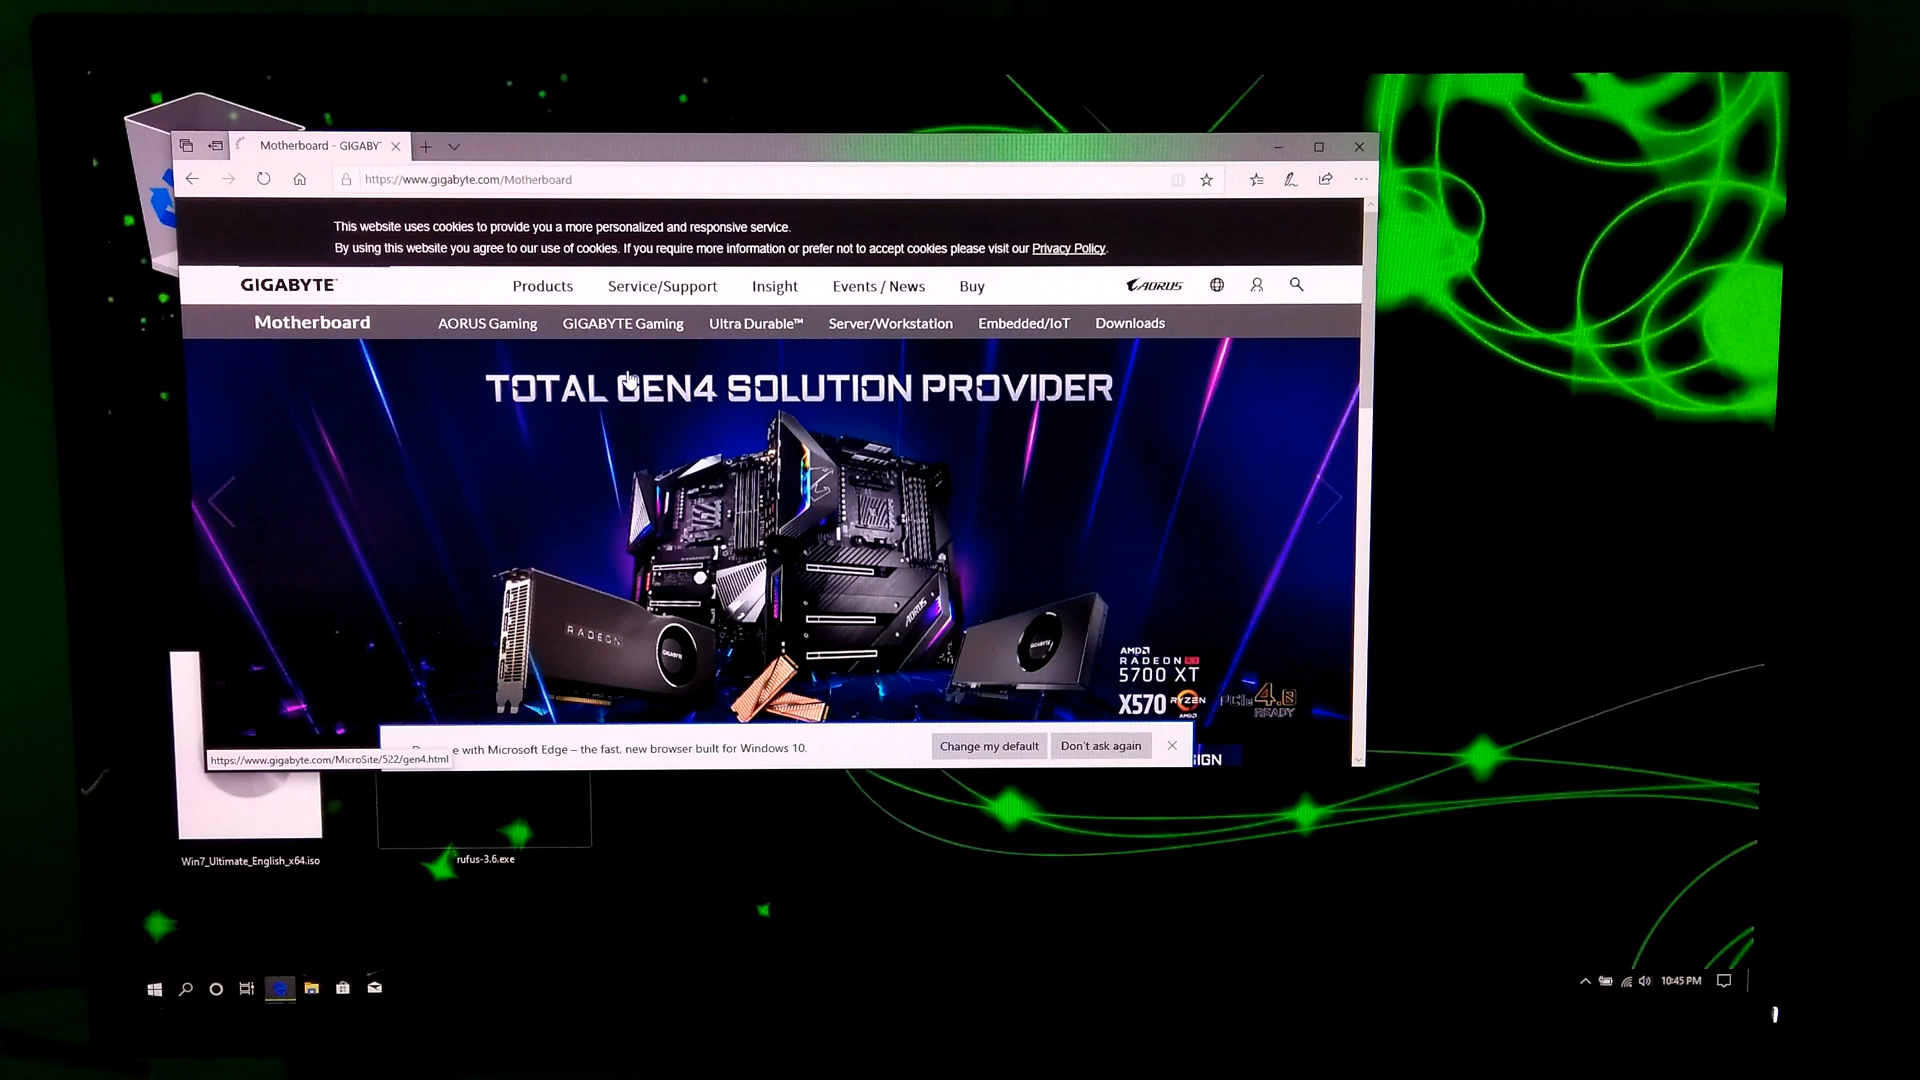 Motherboard - GIGABY
https://www.gigabyte.com/Motherboard
This website uses cookies to provide you a more personalized and responsive service.
By using this website you agree to our use of cookies. If you require more information or prefer not to accept cookies please visit our Privacy Policy.
GIGABYTE™ Products Service/Support Insight Events / News Buy AORUS
Motherboard AORUS Gaming GIGABYTE Gaming Ultra Durable™ Server/Workstation Embedded/IoT Downloads
TOTAL GEN4 SOLUTION PROVIDER
AORUS
RADEON
GIGABYTE
GIGABYTE
AMD
RADEON RX
5700 XT
X570 RYZEN PCIe 4.0
AMD READY
e with Microsoft Edge – the fast, new browser built for Windows 10. Change my default Don't ask again
https://www.gigabyte.com/MicroSite/522/gen4.html
SIGN
Win7_Ultimate_English_x64.iso
rufus-3.6.exe
10:45 PM